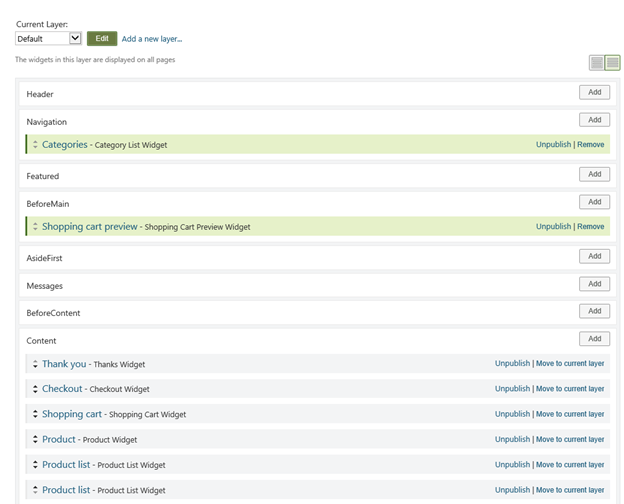 Current Layer:
Default Edit Add a new layer...
The widgets in this layer are displayed on all pages
Header Add
Navigation Add
Categories - Category List Widget Unpublish | Remove
Featured Add
BeforeMain Add
Shopping cart preview - Shopping Cart Preview Widget Unpublish | Remove
AsideFirst Add
Messages Add
BeforeContent Add
Content Add
Thank you - Thanks Widget Unpublish | Move to current layer
Checkout - Checkout Widget Unpublish | Move to current layer
Shopping cart - Shopping Cart Widget Unpublish | Move to current layer
Product - Product Widget Unpublish | Move to current layer
Product list - Product List Widget Unpublish | Move to current layer
Product list - Product List Widget Unpublish | Move to current layer